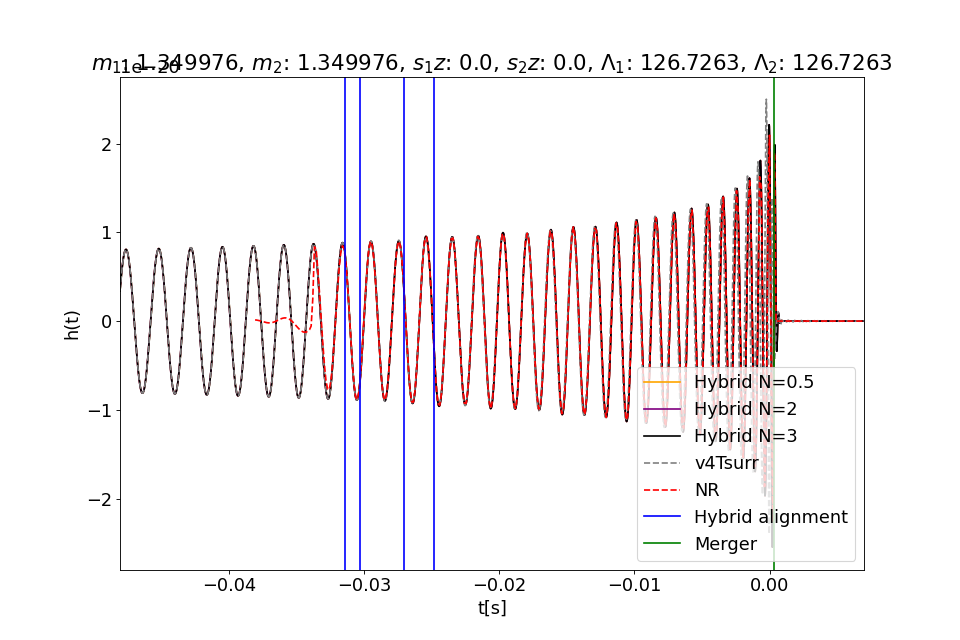 m₁: 1.349976, m₂: 1.349976, s₁z: 0.0, s₂z: 0.0, Λ₁: 126.7263, Λ₂: 126.7263
1e−20
h(t)
2
1
0
−1
−2
−0.04
−0.03
−0.02
−0.01
0.00
t[s]
Hybrid N=0.5
Hybrid N=2
Hybrid N=3
v4Tsurr
NR
Hybrid alignment
Merger